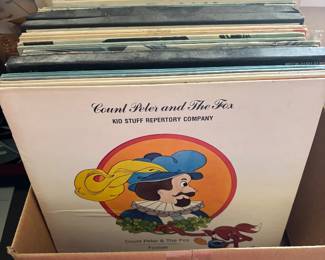 Count Peter and The Fox
KID STUFF REPERTORY COMPANY
Count Peter & The Fox